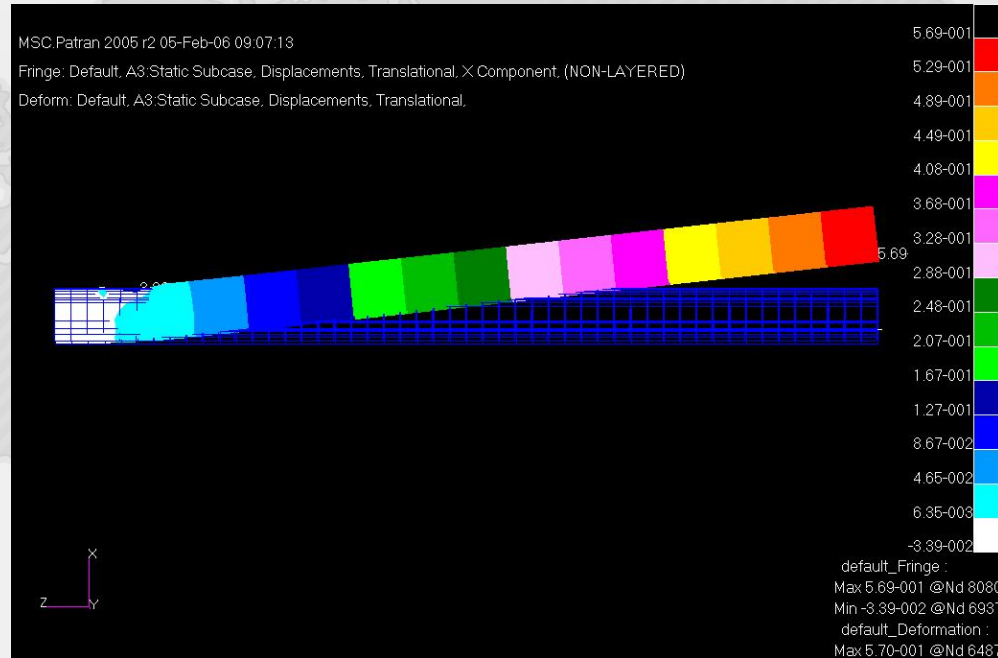 MSC.Patran 2005 r2 05-Feb-06 09:07:13
Fringe: Default, A3:Static Subcase, Displacements, Translational, X Component, (NON-LAYERED)
Deform: Default, A3:Static Subcase, Displacements, Translational,
5.69-001
5.29-001
4.89-001
4.49-001
4.08-001
3.68-001
3.28-001
2.88-001
2.48-001
2.07-001
1.67-001
1.27-001
8.67-002
4.65-002
6.35-003
-3.39-002
5.69
X
Z
Y
default_Fringe :
Max 5.69-001 @Nd 8080
Min -3.39-002 @Nd 6937
default_Deformation :
Max 5.70-001 @Nd 6487